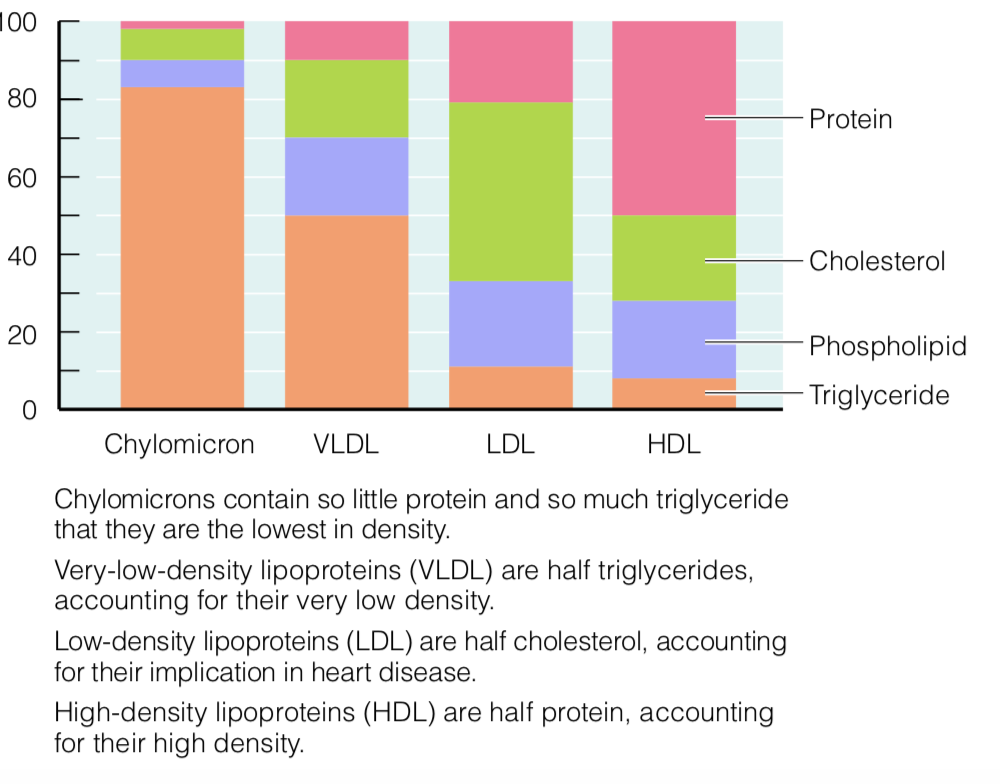 100
80
60
40
20
0
Protein
Cholesterol
Phospholipid
Triglyceride
Chylomicron
VLDL
LDL
HDL
Chylomicrons contain so little protein and so much triglyceride
that they are the lowest in density.
Very-low-density lipoproteins (VLDL) are half triglycerides,
accounting for their very low density.
Low-density lipoproteins (LDL) are half cholesterol, accounting
for their implication in heart disease.
High-density lipoproteins (HDL) are half protein, accounting
for their high density.